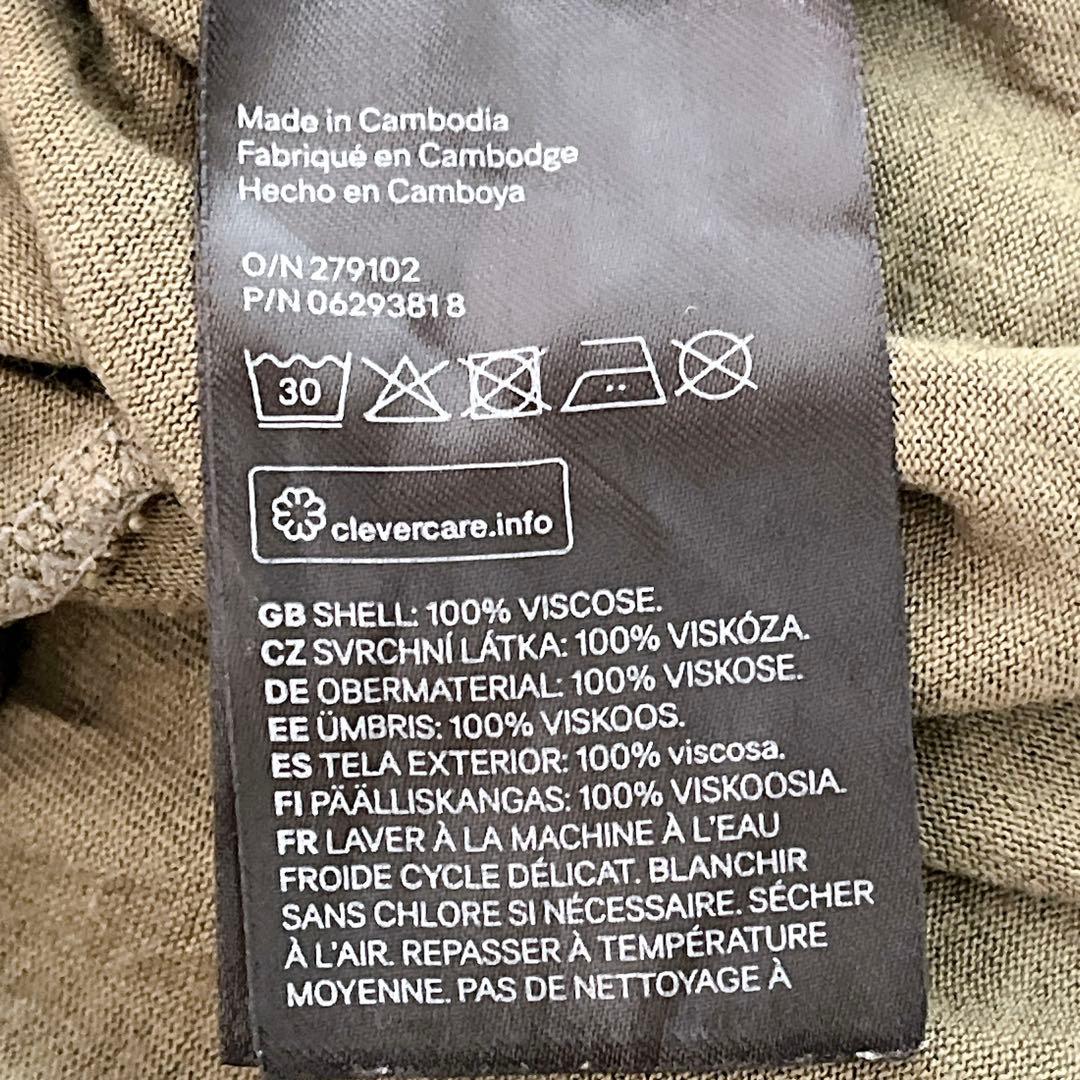 Made in Cambodia
Fabriqué en Cambodge
Hecho en Camboya
O/N 279102
P/N 06293818
30
clevercare.info
GB SHELL: 100% VISCOSE.
CZ SVRCHNÍ LÁTKA: 100% VISKÓZA.
DE OBERMATERIAL: 100% VISKOSE.
EE ÜMBRIS: 100% VISKOOS.
ES TELA EXTERIOR: 100% viscosa.
FI PÄÄLLISKANGAS: 100% VISKOOSIA.
FR LAVER À LA MACHINE À L'EAU
FROIDE CYCLE DÉLICAT. BLANCHIR
SANS CHLORE SI NÉCESSAIRE. SÉCHER
À L'AIR. REPASSER À TEMPÉRATURE
MOYENNE. PAS DE NETTOYAGE À